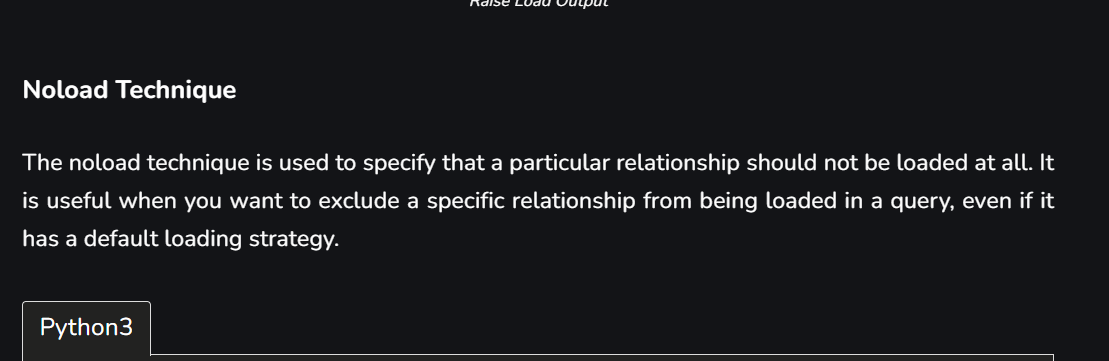 Raise Load Output
Noload Technique
The noload technique is used to specify that a particular relationship should not be loaded at all. It
is useful when you want to exclude a specific relationship from being loaded in a query, even if it
has a default loading strategy.
Python3